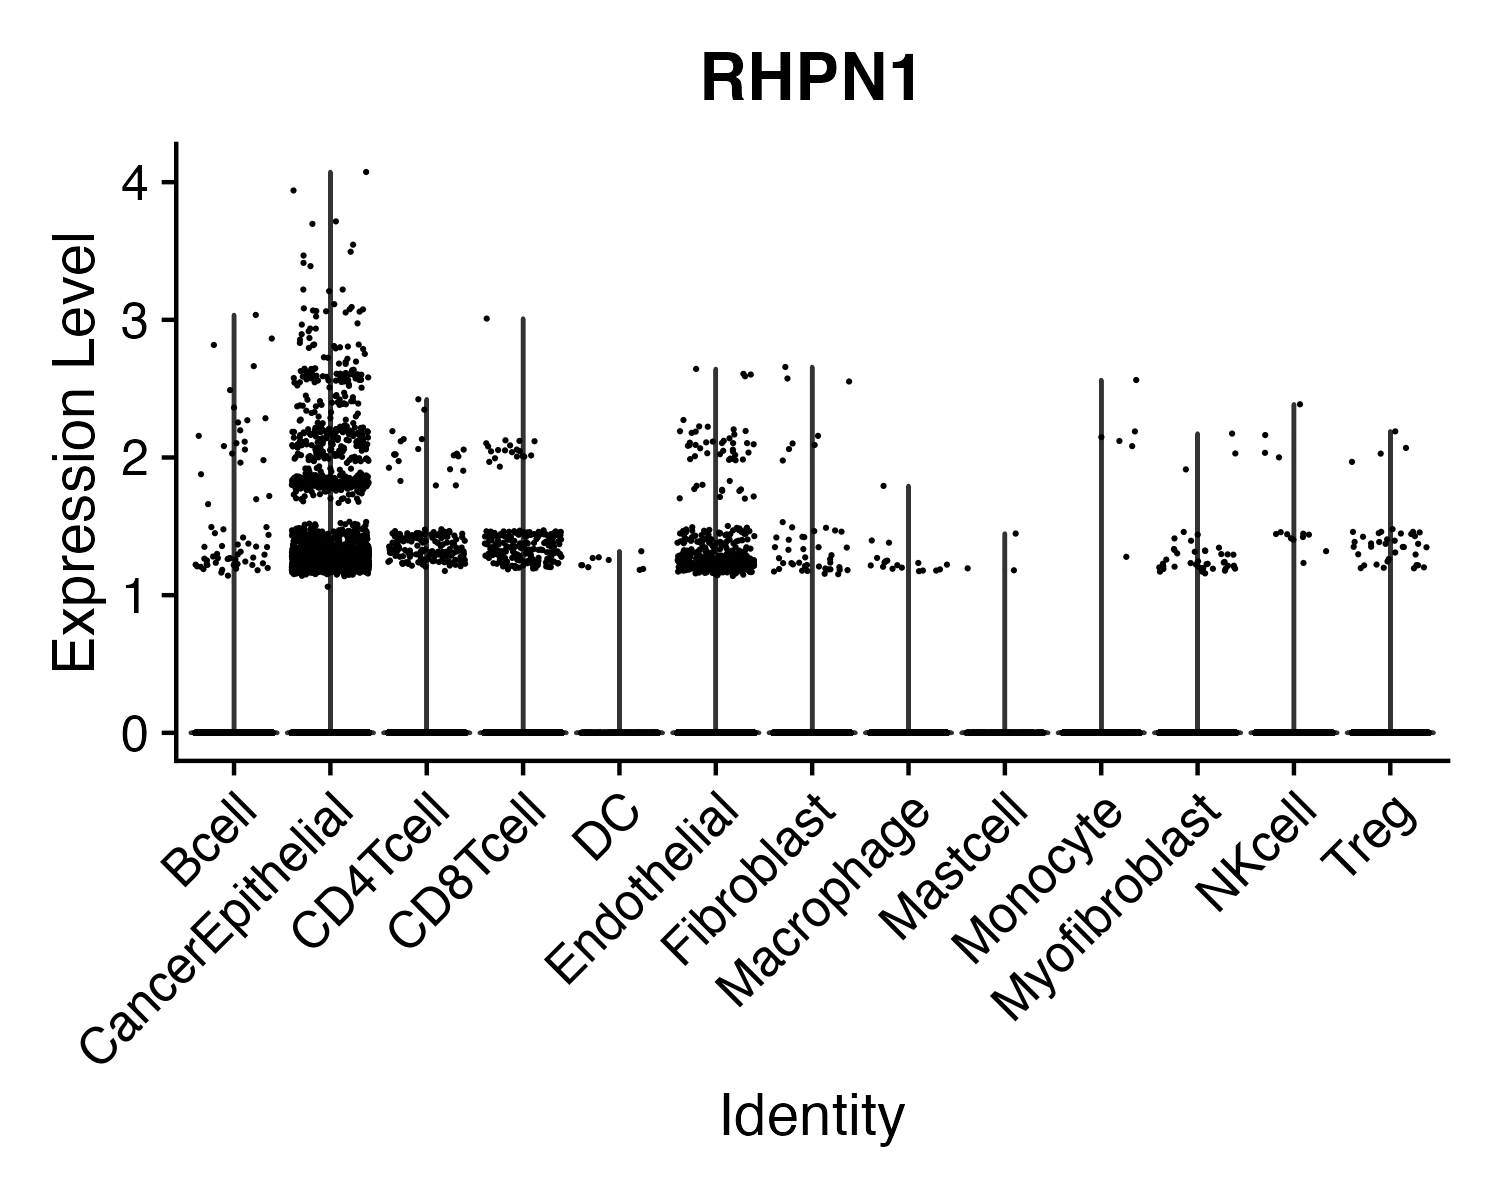 RHPN1
Expression Level
4
3
2
1
0
Bcell
CancerEpithelial
CD4Tcell
CD8Tcell
DC
Endothelial
Fibroblast
Macrophage
Mastcell
Monocyte
Myofibroblast
NKcell
Treg
Identity